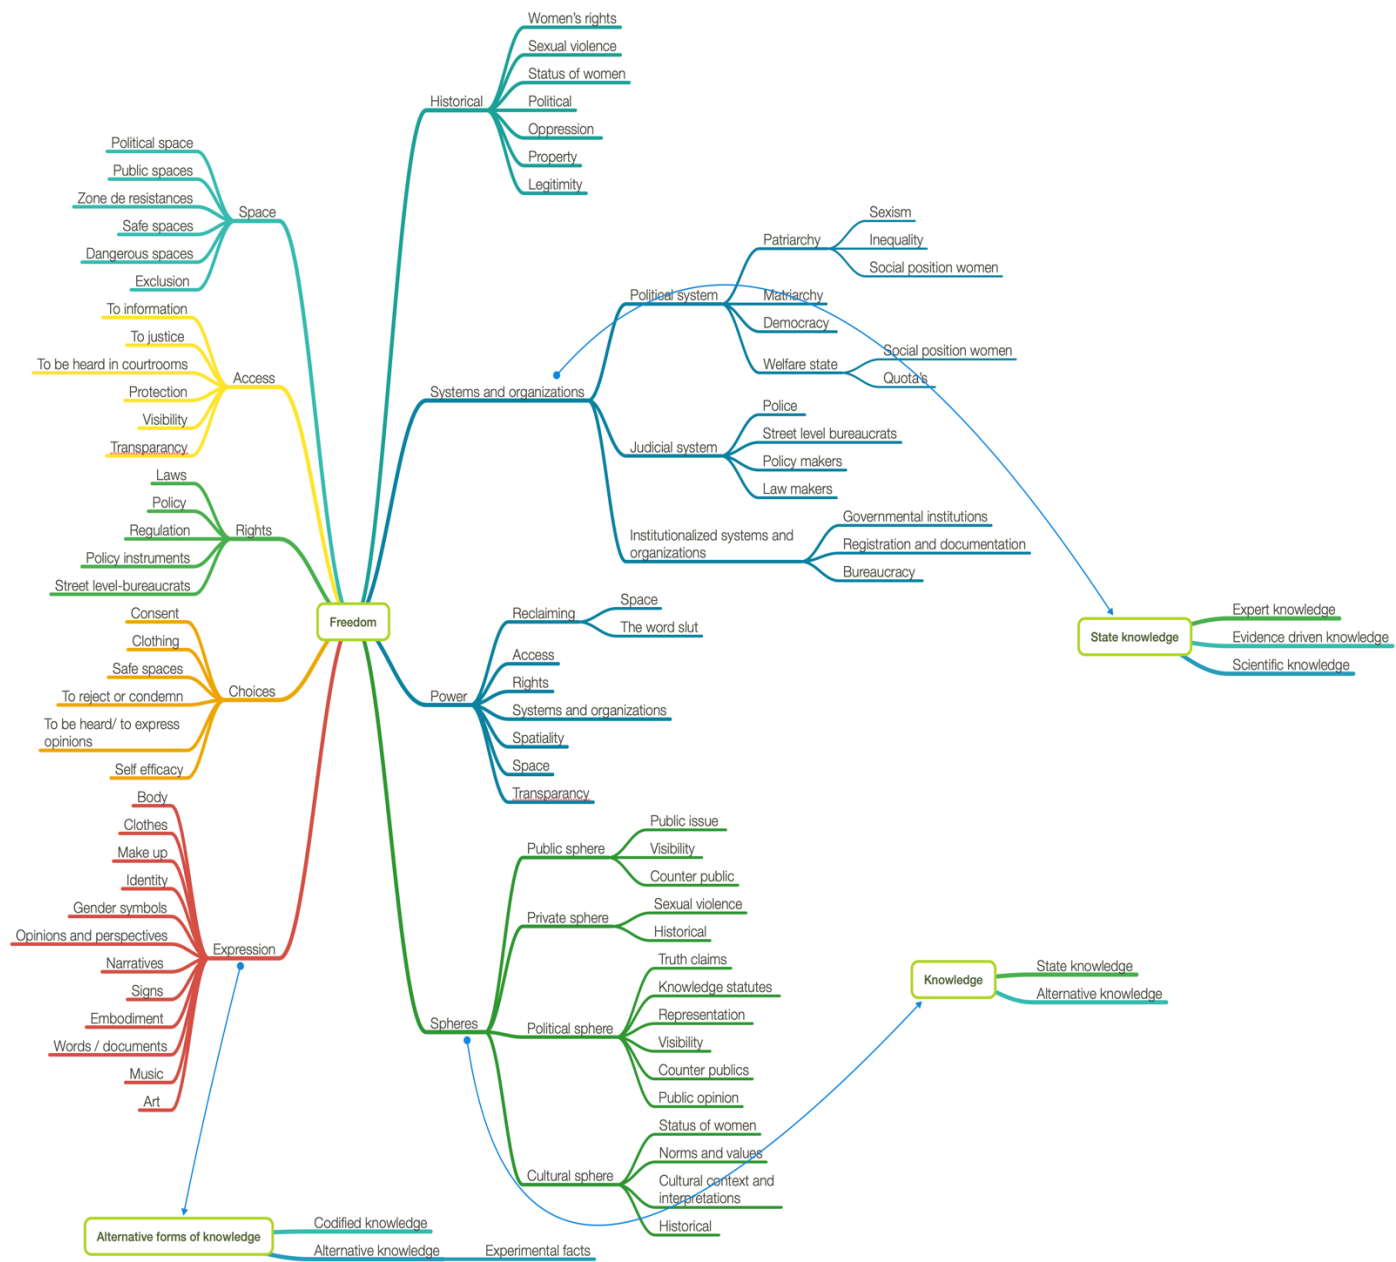 Freedom
Historical
Women's rights
Sexual violence
Status of women
Political
Oppression
Property
Legitimity
Space
Political space
Public spaces
Zone de resistances
Safe spaces
Dangerous spaces
Exclusion
Access
To information
To justice
To be heard in courtrooms
Protection
Visibility
Transparancy
Rights
Laws
Policy
Regulation
Policy instruments
Street level-bureaucrats
Choices
Consent
Clothing
Safe spaces
To reject or condemn
To be heard/ to express
opinions
Self efficacy
Expression
Body
Clothes
Make up
Identity
Gender symbols
Opinions and perspectives
Narratives
Signs
Embodiment
Words / documents
Music
Art
Systems and organizations
Political system
Patriarchy
Sexism
Inequality
Social position women
Matriarchy
Democracy
Welfare state
Social position women
Quota's
Judicial system
Police
Street level bureaucrats
Policy makers
Law makers
Institutionalized systems and
organizations
Governmental institutions
Registration and documentation
Bureaucracy
Power
Reclaiming
Space
The word slut
Access
Rights
Systems and organizations
Spatiality
Space
Transparancy
Spheres
Public sphere
Public issue
Visibility
Counter public
Private sphere
Sexual violence
Historical
Political sphere
Truth claims
Knowledge statutes
Representation
Visibility
Counter publics
Public opinion
Cultural sphere
Status of women
Norms and values
Cultural context and
interpretations
Historical
State knowledge
Expert knowledge
Evidence driven knowledge
Scientific knowledge
Knowledge
State knowledge
Alternative knowledge
Alternative forms of knowledge
Codified knowledge
Alternative knowledge
Experimental facts